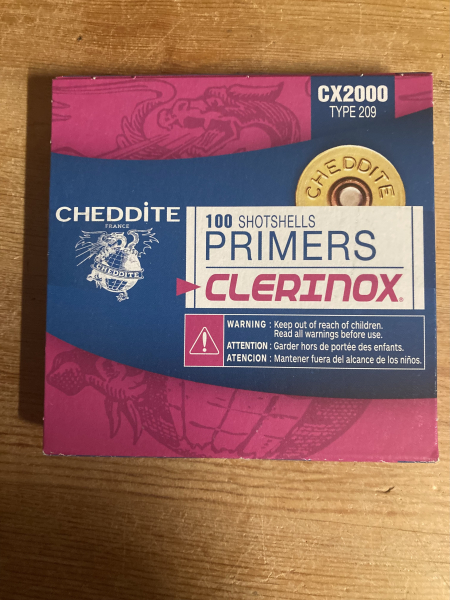 CX2000
TYPE 209
CHEDDITE
CHEDDiTE
FRANCE
CHEDDITE
100 SHOTSHELLS
PRIMERS
CLERINOX®
WARNING : Keep out of reach of children.
Read all warnings before use.
ATTENTION : Garder hors de portée des enfants.
ATENCION : Mantener fuera del alcance de los niños.